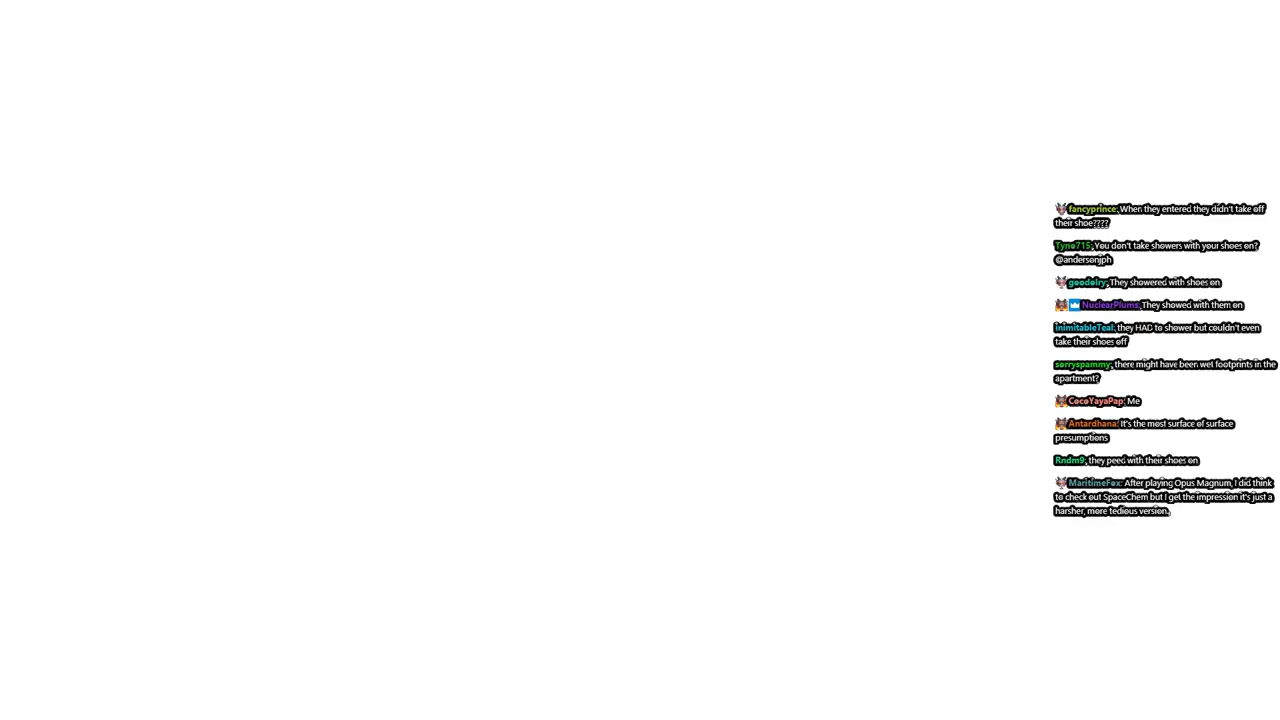 fancyprince: When they entered they didn't take off
their shoe????
Tyno715: You don't take showers with your shoes on?
@andersonjph
goodolry: They showered with shoes on
NuclearPlums: They showed with them on
inimitableTeal: they HAD to shower but couldn't even
take their shoes off
sorryspammy: there might have been wet footprints in the
apartment?
CocoYayaPap: Me
Antardhana: It's the most surface of surface
presumptions
Rndm9: they peed with their shoes on
MaritimeFox: After playing Opus Magnum, I did think
to check out SpaceChem but I get the impression it's just a
harsher, more tedious version.